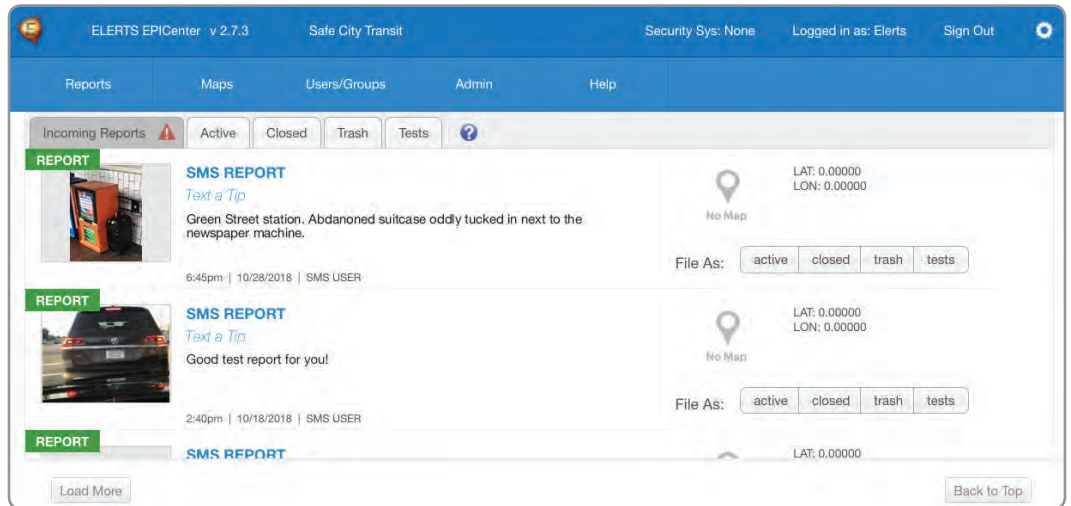 E
ELERTS EPICenter v 2.7.3 Safe City Transit Security Sys: None Logged in as: Elerts Sign Out
Reports Maps Users/Groups Admin Help
Incoming Reports Active Closed Trash Tests ?
REPORT
SMS REPORT
Text a Tip
Green Street station. Abdanoned suitcase oddly tucked in next to the
newspaper machine.
6:45pm | 10/28/2018 | SMS USER
No Map
LAT: 0.00000
LON: 0.00000
File As: active closed trash tests
REPORT
SMS REPORT
Text a Tip
Good test report for you!
2:40pm | 10/18/2018 | SMS USER
No Map
LAT: 0.00000
LON: 0.00000
File As: active closed trash tests
REPORT
SMS REPORT
LAT: 0.00000
Load More Back to Top